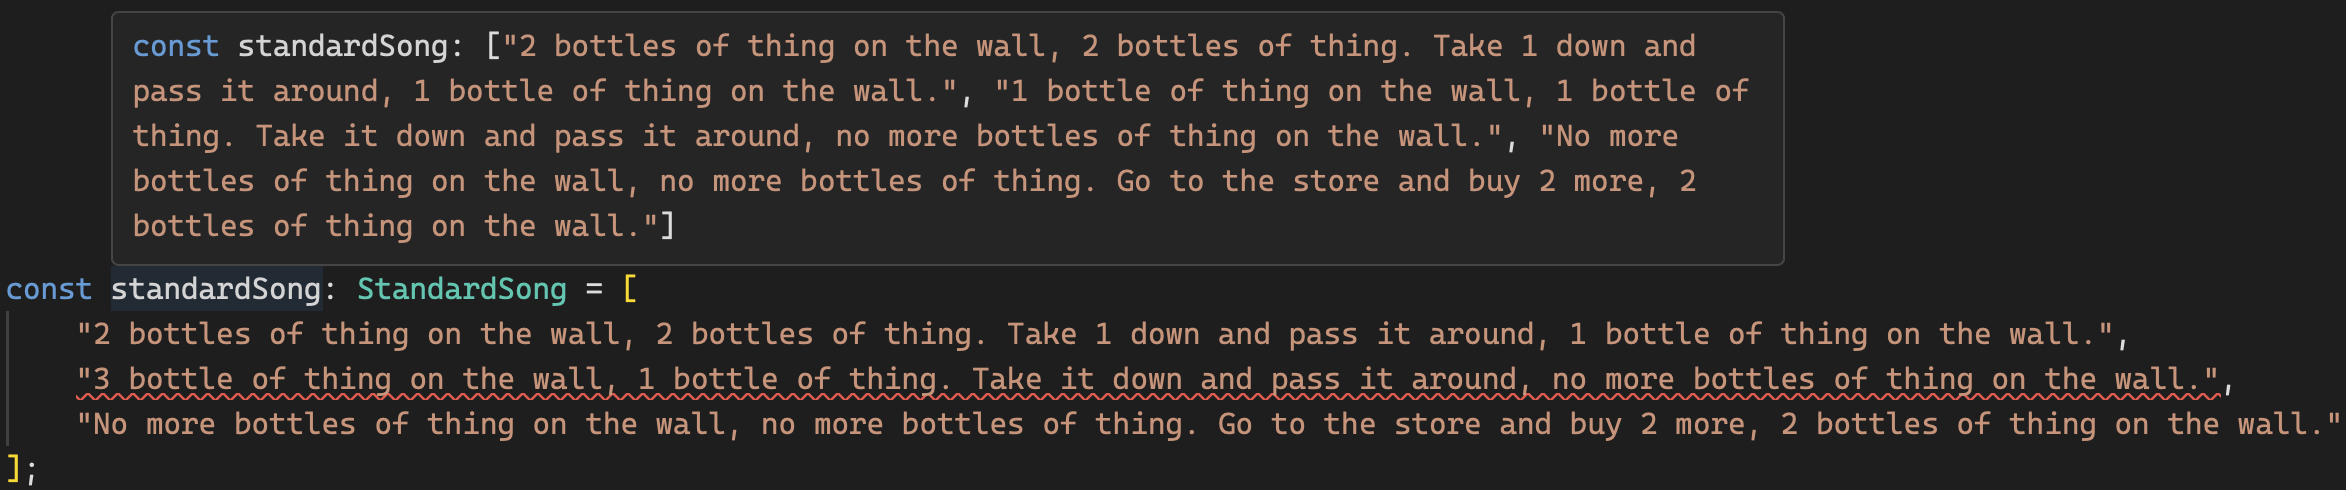 const standardSong: ["2 bottles of thing on the wall, 2 bottles of thing. Take 1 down and
pass it around, 1 bottle of thing on the wall.", "1 bottle of thing on the wall, 1 bottle of
thing. Take it down and pass it around, no more bottles of thing on the wall.", "No more
bottles of thing on the wall, no more bottles of thing. Go to the store and buy 2 more, 2
bottles of thing on the wall."]
const standardSong: StandardSong = [
    "2 bottles of thing on the wall, 2 bottles of thing. Take 1 down and pass it around, 1 bottle of thing on the wall.",
    "3 bottle of thing on the wall, 1 bottle of thing. Take it down and pass it around, no more bottles of thing on the wall.",
    "No more bottles of thing on the wall, no more bottles of thing. Go to the store and buy 2 more, 2 bottles of thing on the wall."
];